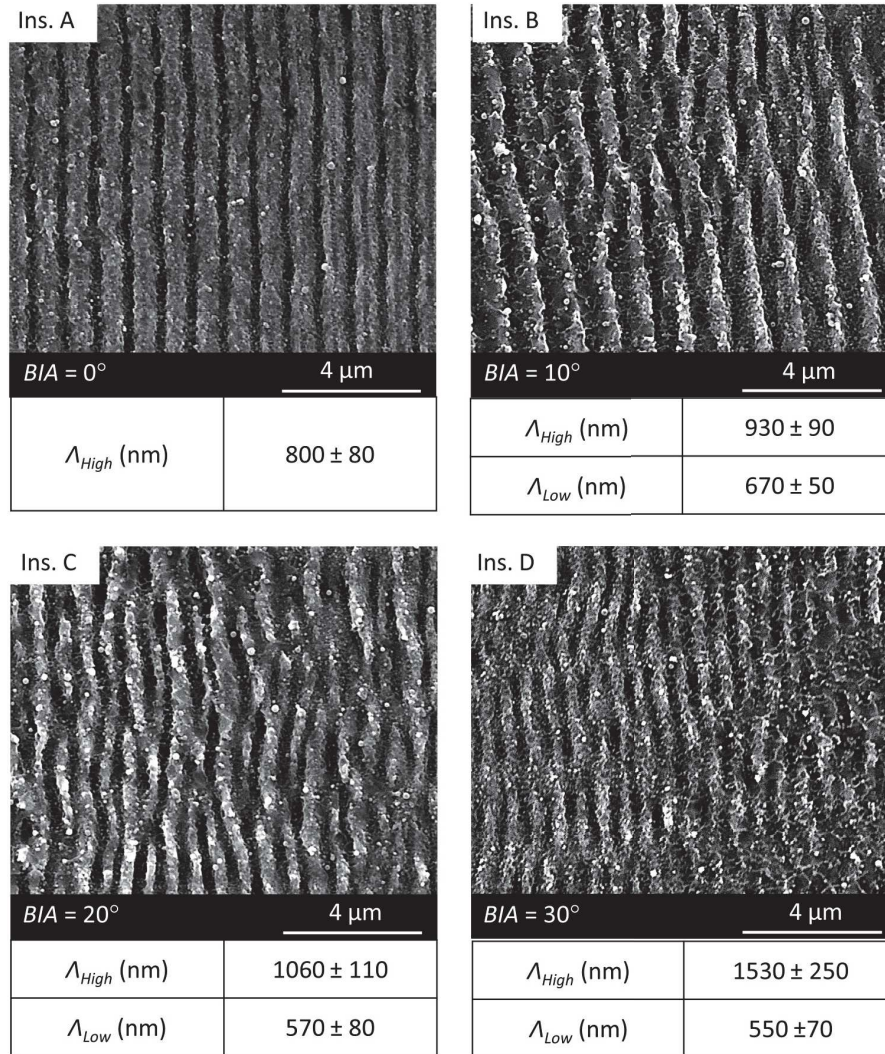 Ins. A
BIA = 0°
4 µm
Λ_High (nm)
800 ± 80
Ins. B
BIA = 10°
4 µm
Λ_High (nm)
930 ± 90
Λ_Low (nm)
670 ± 50
Ins. C
BIA = 20°
4 µm
Λ_High (nm)
1060 ± 110
Λ_Low (nm)
570 ± 80
Ins. D
BIA = 30°
4 µm
Λ_High (nm)
1530 ± 250
Λ_Low (nm)
550 ±70